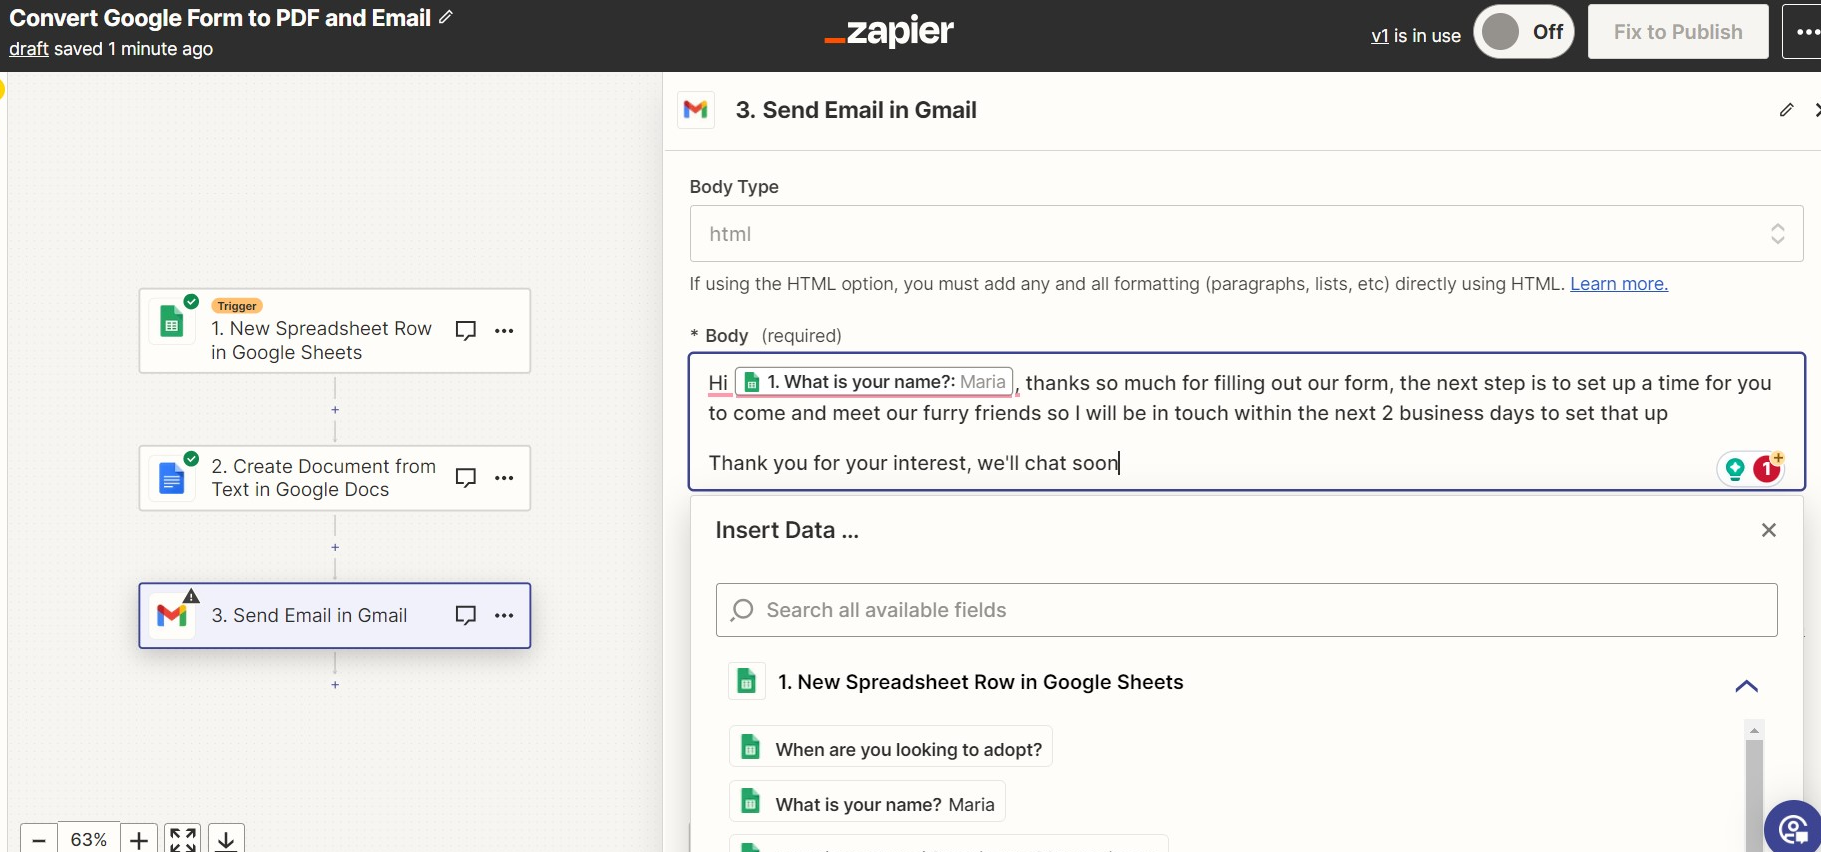 Convert Google Form to PDF and Email
draft saved 1 minute ago
zapier
v1 is in use
Off
Fix to Publish
3. Send Email in Gmail
Body Type
html
If using the HTML option, you must add any and all formatting (paragraphs, lists, etc) directly using HTML. Learn more.
* Body (required)
Hi 1. What is your name?: Maria , thanks so much for filling out our form, the next step is to set up a time for you
to come and meet our furry friends so I will be in touch within the next 2 business days to set that up
Thank you for your interest, we'll chat soon
1
Insert Data ...
Search all available fields
1. New Spreadsheet Row in Google Sheets
When are you looking to adopt?
What is your name? Maria
Trigger
1. New Spreadsheet Row
in Google Sheets
2. Create Document from
Text in Google Docs
3. Send Email in Gmail
63%